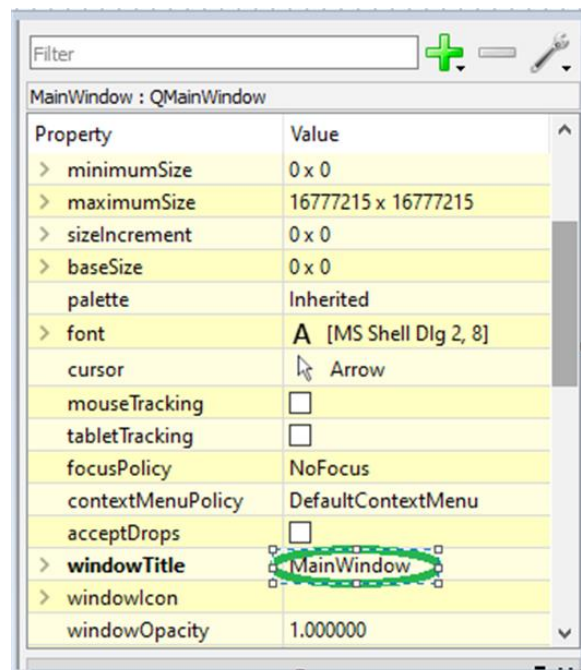 Filter
MainWindow : QMainWindow
Property Value
minimumSize 0 x 0
maximumSize 16777215 x 16777215
sizeIncrement 0 x 0
baseSize 0 x 0
palette Inherited
font A [MS Shell Dlg 2, 8]
cursor Arrow
mouseTracking
tabletTracking
focusPolicy NoFocus
contextMenuPolicy DefaultContextMenu
acceptDrops
windowTitle MainWindow
windowIcon
windowOpacity 1.000000